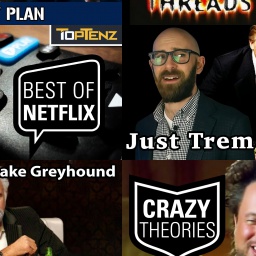 PLAN
TOPTENZ
BEST OF
NETFLIX
THREADS
Just Trem
ake Greyhound
CRAZY
THEORIES